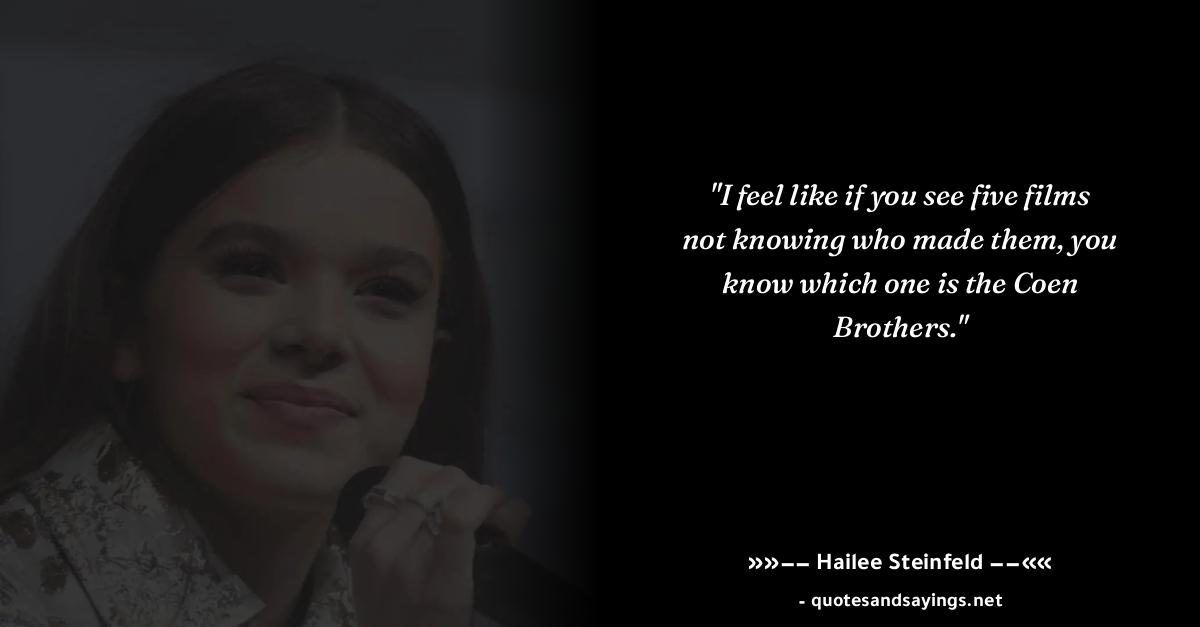 "I feel like if you see five films
not knowing who made them, you
know which one is the Coen
Brothers."
»»−− Hailee Steinfeld −−««
- quotesandsayings.net